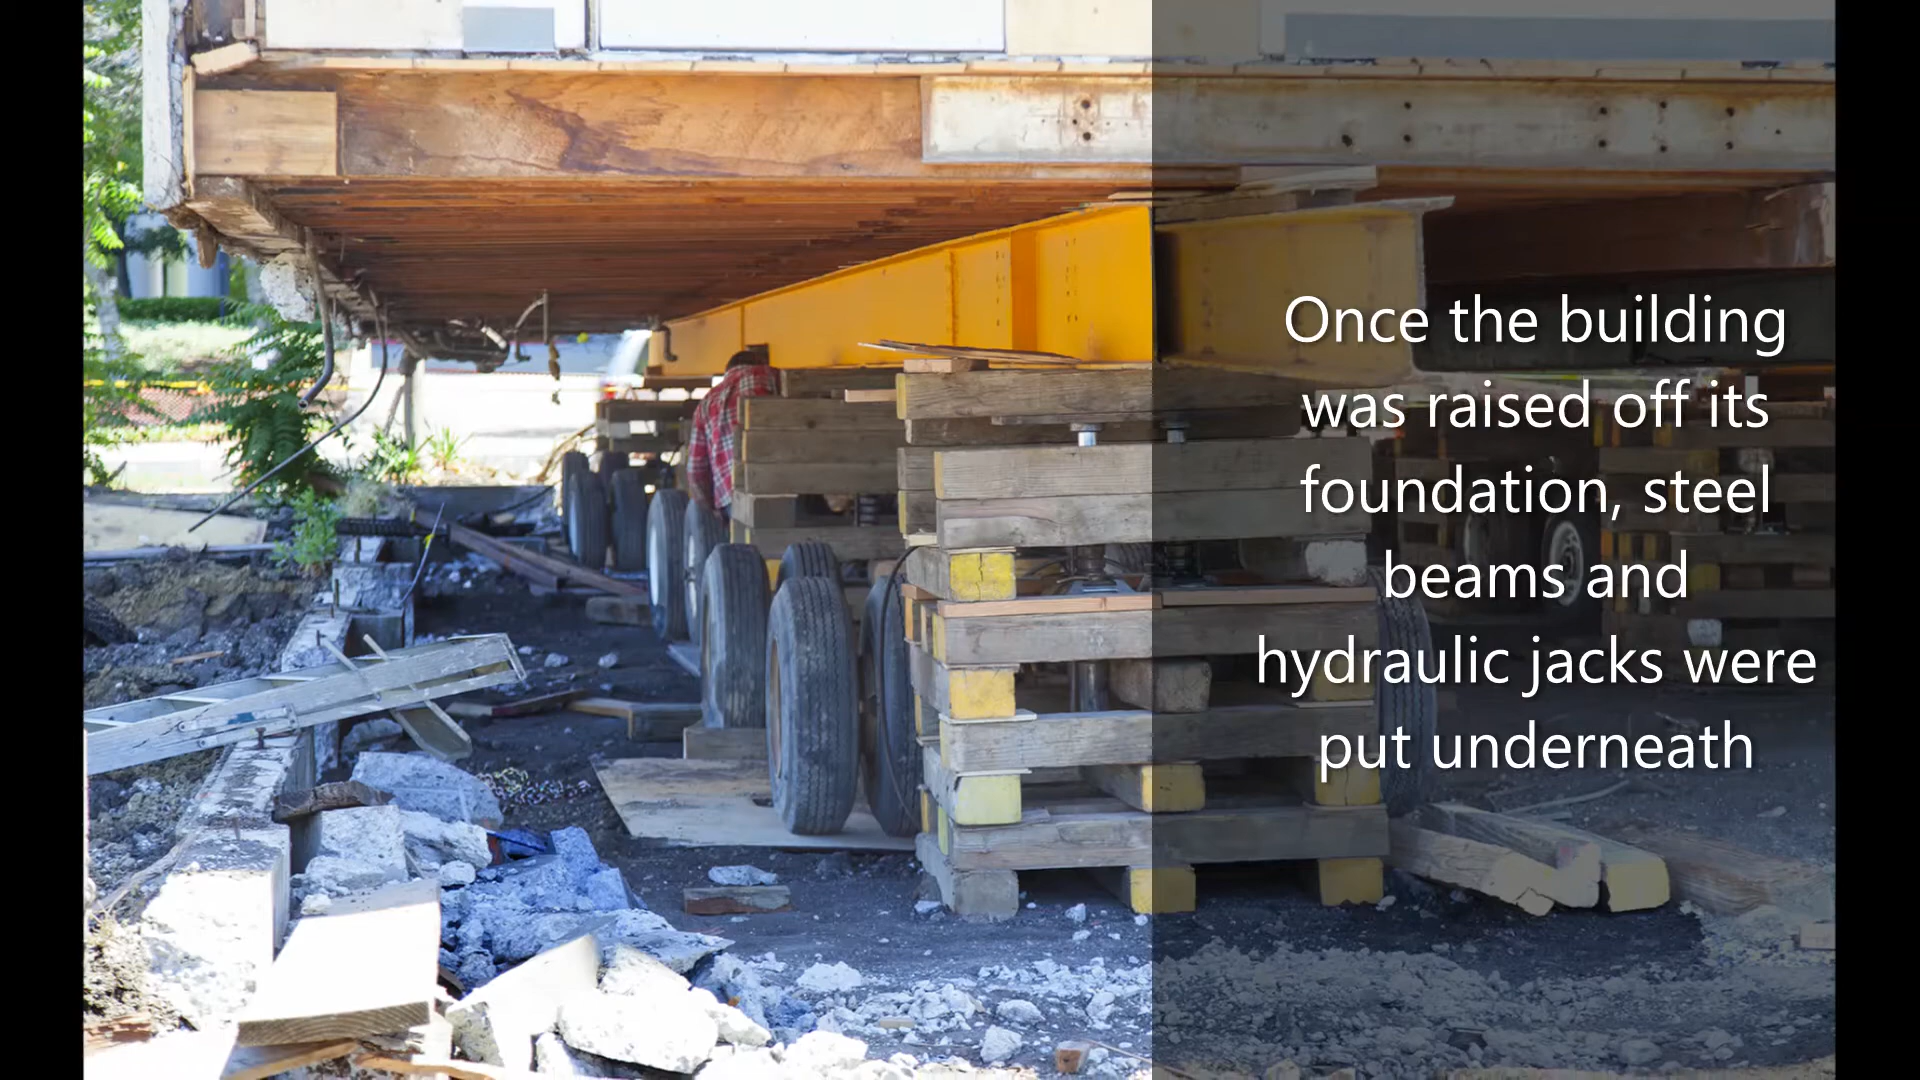 Once the building
was raised off its
foundation, steel
beams and
hydraulic jacks were
put underneath